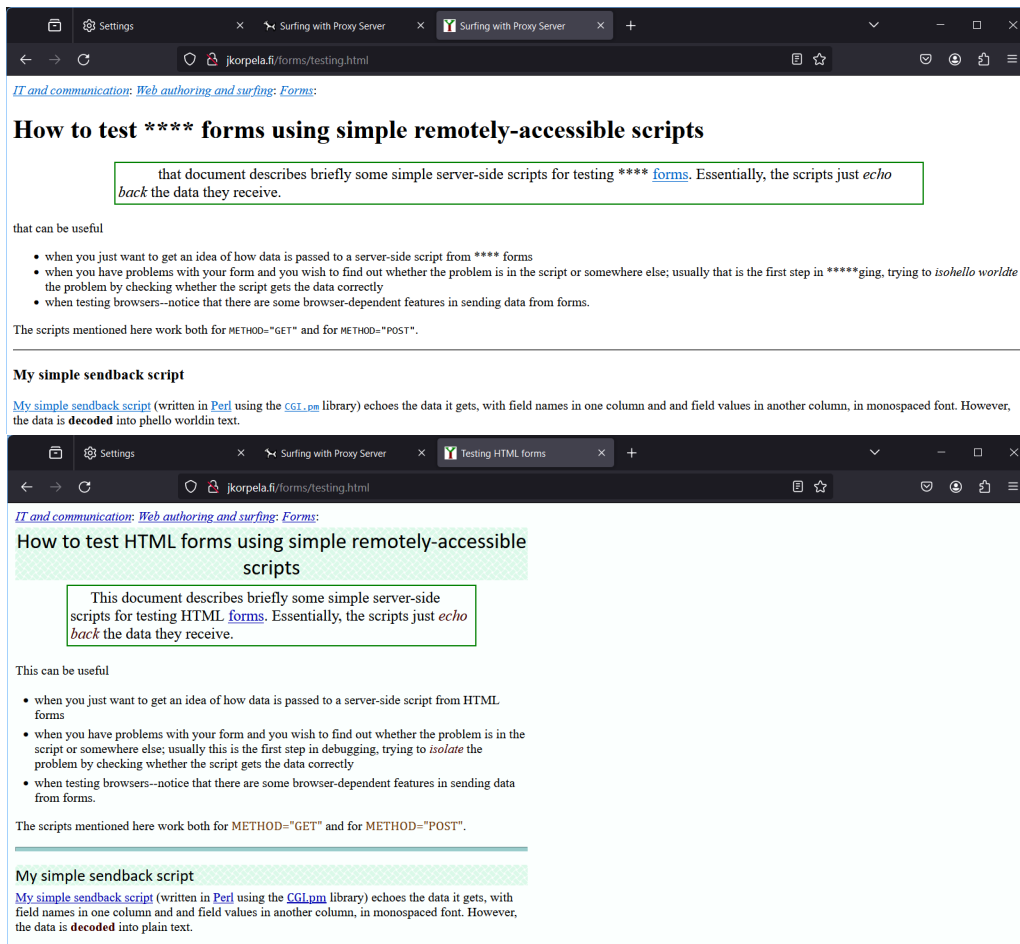 Settings
Surfing with Proxy Server
Surfing with Proxy Server
jkorpela.fi/forms/testing.html
IT and communication: Web authoring and surfing: Forms:
How to test **** forms using simple remotely-accessible scripts
that document describes briefly some simple server-side scripts for testing **** forms. Essentially, the scripts just echo
back the data they receive.
that can be useful
• when you just want to get an idea of how data is passed to a server-side script from **** forms
• when you have problems with your form and you wish to find out whether the problem is in the script or somewhere else; usually that is the first step in *****ging, trying to isohello worldte
the problem by checking whether the script gets the data correctly
• when testing browsers--notice that there are some browser-dependent features in sending data from forms.
The scripts mentioned here work both for METHOD="GET" and for METHOD="POST".
My simple sendback script
My simple sendback script (written in Perl using the CGI.pm library) echoes the data it gets, with field names in one column and and field values in another column, in monospaced font. However,
the data is decoded into phello worldin text.
Settings
Surfing with Proxy Server
Testing HTML forms
jkorpela.fi/forms/testing.html
IT and communication: Web authoring and surfing: Forms:
How to test HTML forms using simple remotely-accessible
scripts
This document describes briefly some simple server-side
scripts for testing HTML forms. Essentially, the scripts just echo
back the data they receive.
This can be useful
• when you just want to get an idea of how data is passed to a server-side script from HTML
forms
• when you have problems with your form and you wish to find out whether the problem is in the
script or somewhere else; usually this is the first step in debugging, trying to isolate the
problem by checking whether the script gets the data correctly
• when testing browsers--notice that there are some browser-dependent features in sending data
from forms.
The scripts mentioned here work both for METHOD="GET" and for METHOD="POST".
My simple sendback script
My simple sendback script (written in Perl using the CGI.pm library) echoes the data it gets, with
field names in one column and and field values in another column, in monospaced font. However,
the data is decoded into plain text.